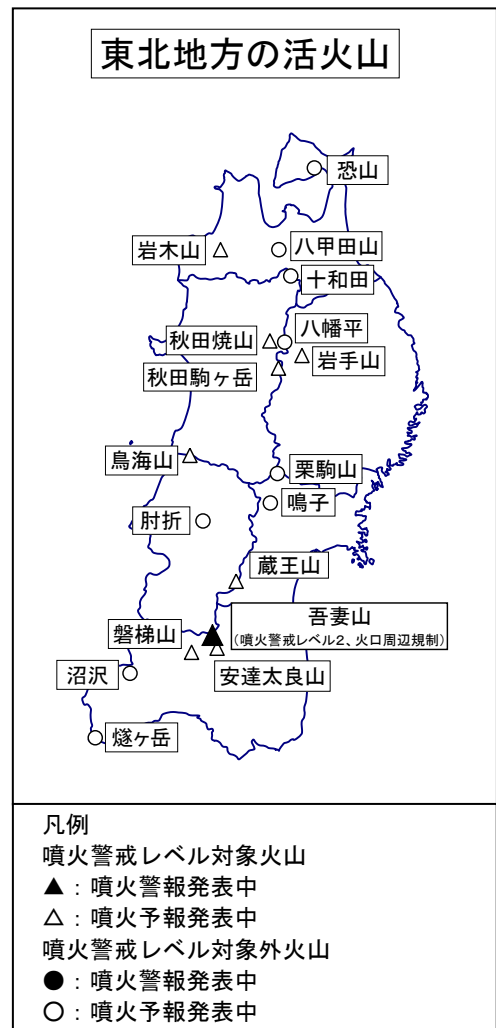 東北地方の活火山
恐山
岩木山
八甲田山
十和田
八幡平
秋田焼山
岩手山
秋田駒ヶ岳
鳥海山
栗駒山
鳴子
肘折
蔵王山
吾妻山
(噴火警戒レベル2、火口周辺規制)
磐梯山
沼沢
安達太良山
燧ヶ岳
凡例
噴火警戒レベル対象火山
▲:噴火警報発表中
△:噴火予報発表中
噴火警戒レベル対象外火山
●:噴火警報発表中
○:噴火予報発表中